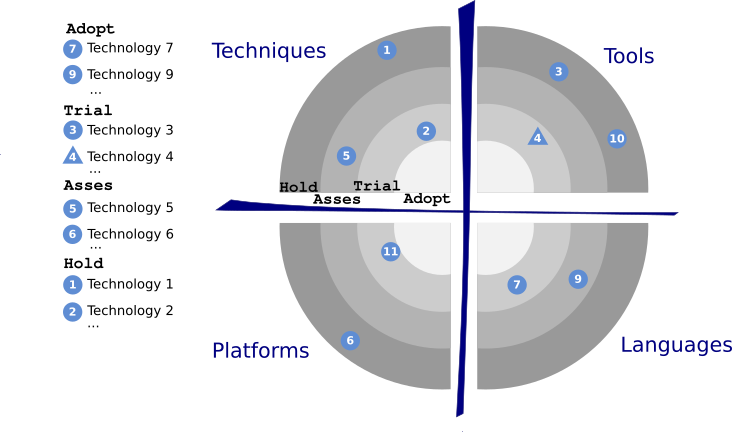 Adopt
7 Technology 7
9 Technology 9
...
Trial
3 Technology 3
4 Technology 4
...
Asses
5 Technology 5
6 Technology 6
...
Hold
1 Technology 1
2 Technology 2
...
Techniques
Tools
1
3
2
4
10
5
Hold
Trial
Asses
Adopt
11
7
9
6
Platforms
Languages